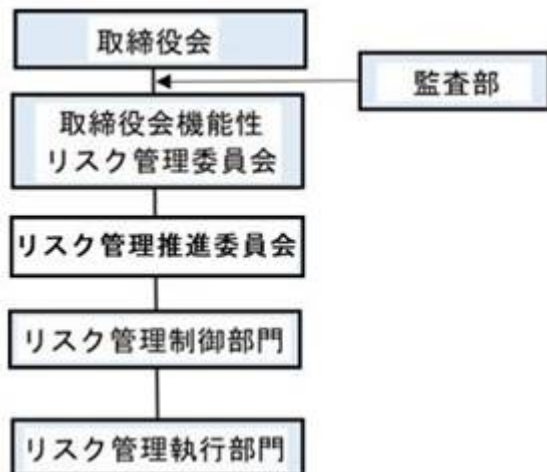 取締役会
監査部
取締役会機能性
リスク管理委員会
リスク管理推進委員会
リスク管理制御部門
リスク管理執行部門